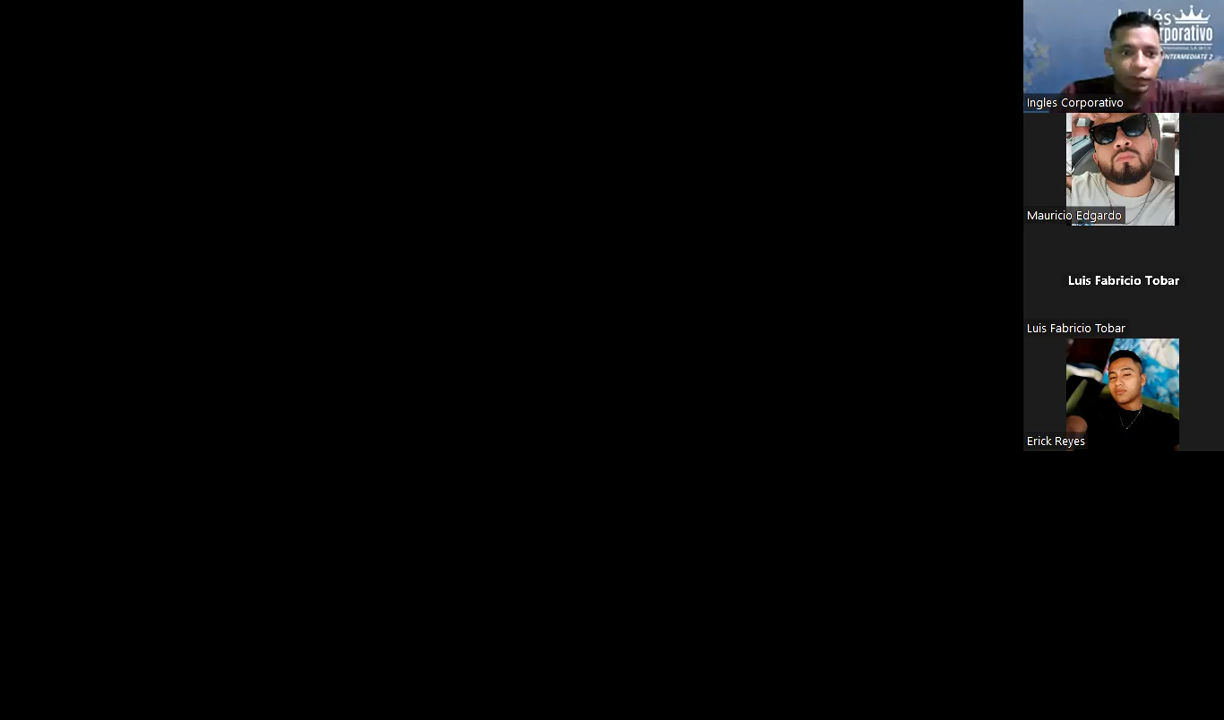 Inglés
Corporativo
INTERMEDIATE 2
Ingles Corporativo
Mauricio Edgardo
Luis Fabricio Tobar
Luis Fabricio Tobar
Erick Reyes